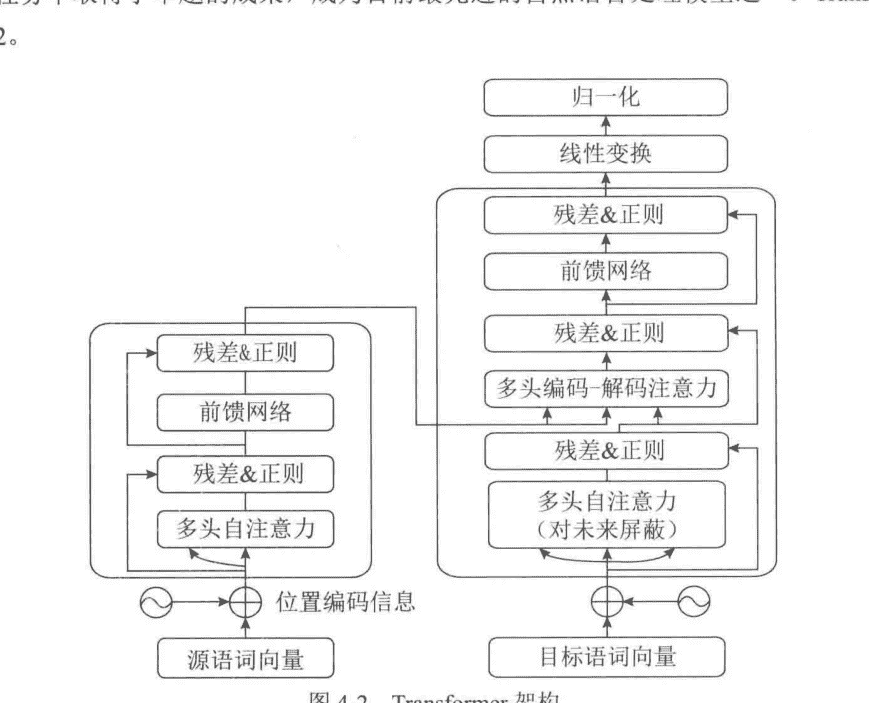 2。
归一化
线性变换
残差&正则
前馈网络
残差&正则
多头编码-解码注意力
残差&正则
多头自注意力
(对未来屏蔽)
目标语词向量
残差&正则
前馈网络
残差&正则
多头自注意力
位置编码信息
源语词向量
图 4-2 Transformer 架构